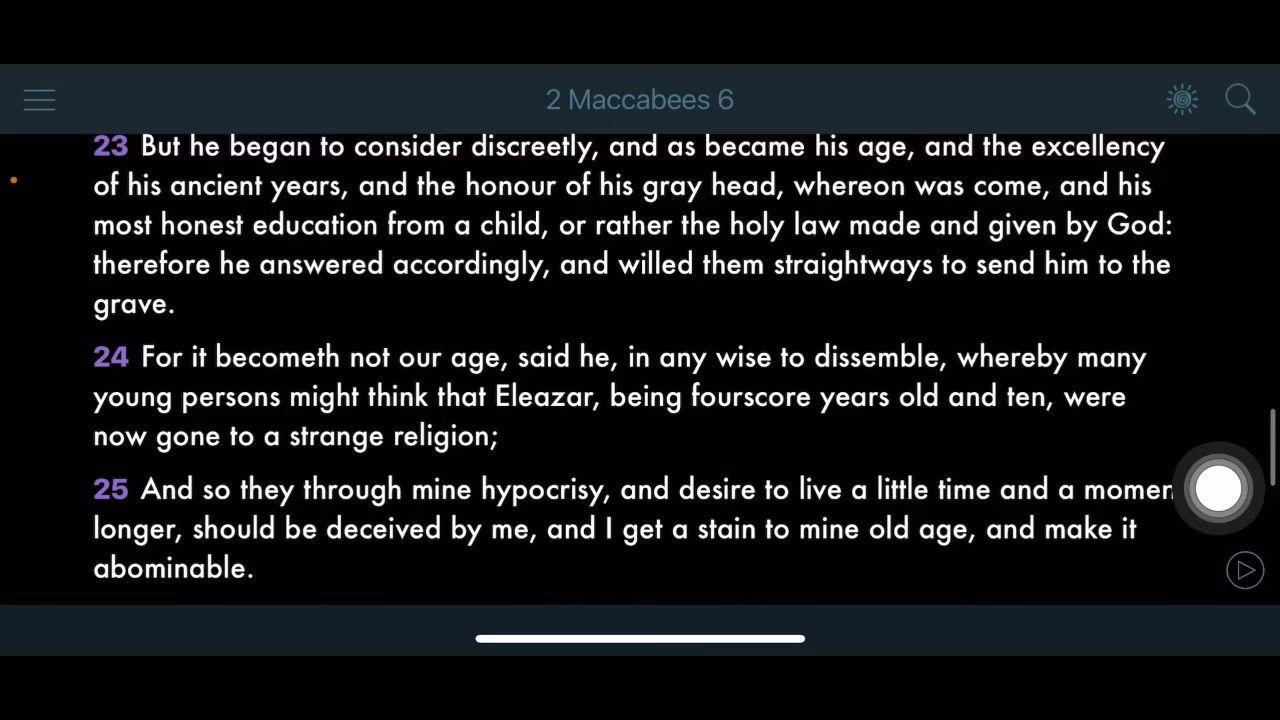 2 Maccabees 6
23 But he began to consider discreetly, and as became his age, and the excellency
of his ancient years, and the honour of his gray head, whereon was come, and his
most honest education from a child, or rather the holy law made and given by God:
therefore he answered accordingly, and willed them straightways to send him to the
grave.
24 For it becometh not our age, said he, in any wise to dissemble, whereby many
young persons might think that Eleazar, being fourscore years old and ten, were
now gone to a strange religion;
25 And so they through mine hypocrisy, and desire to live a little time and a momen
longer, should be deceived by me, and I get a stain to mine old age, and make it
abominable.